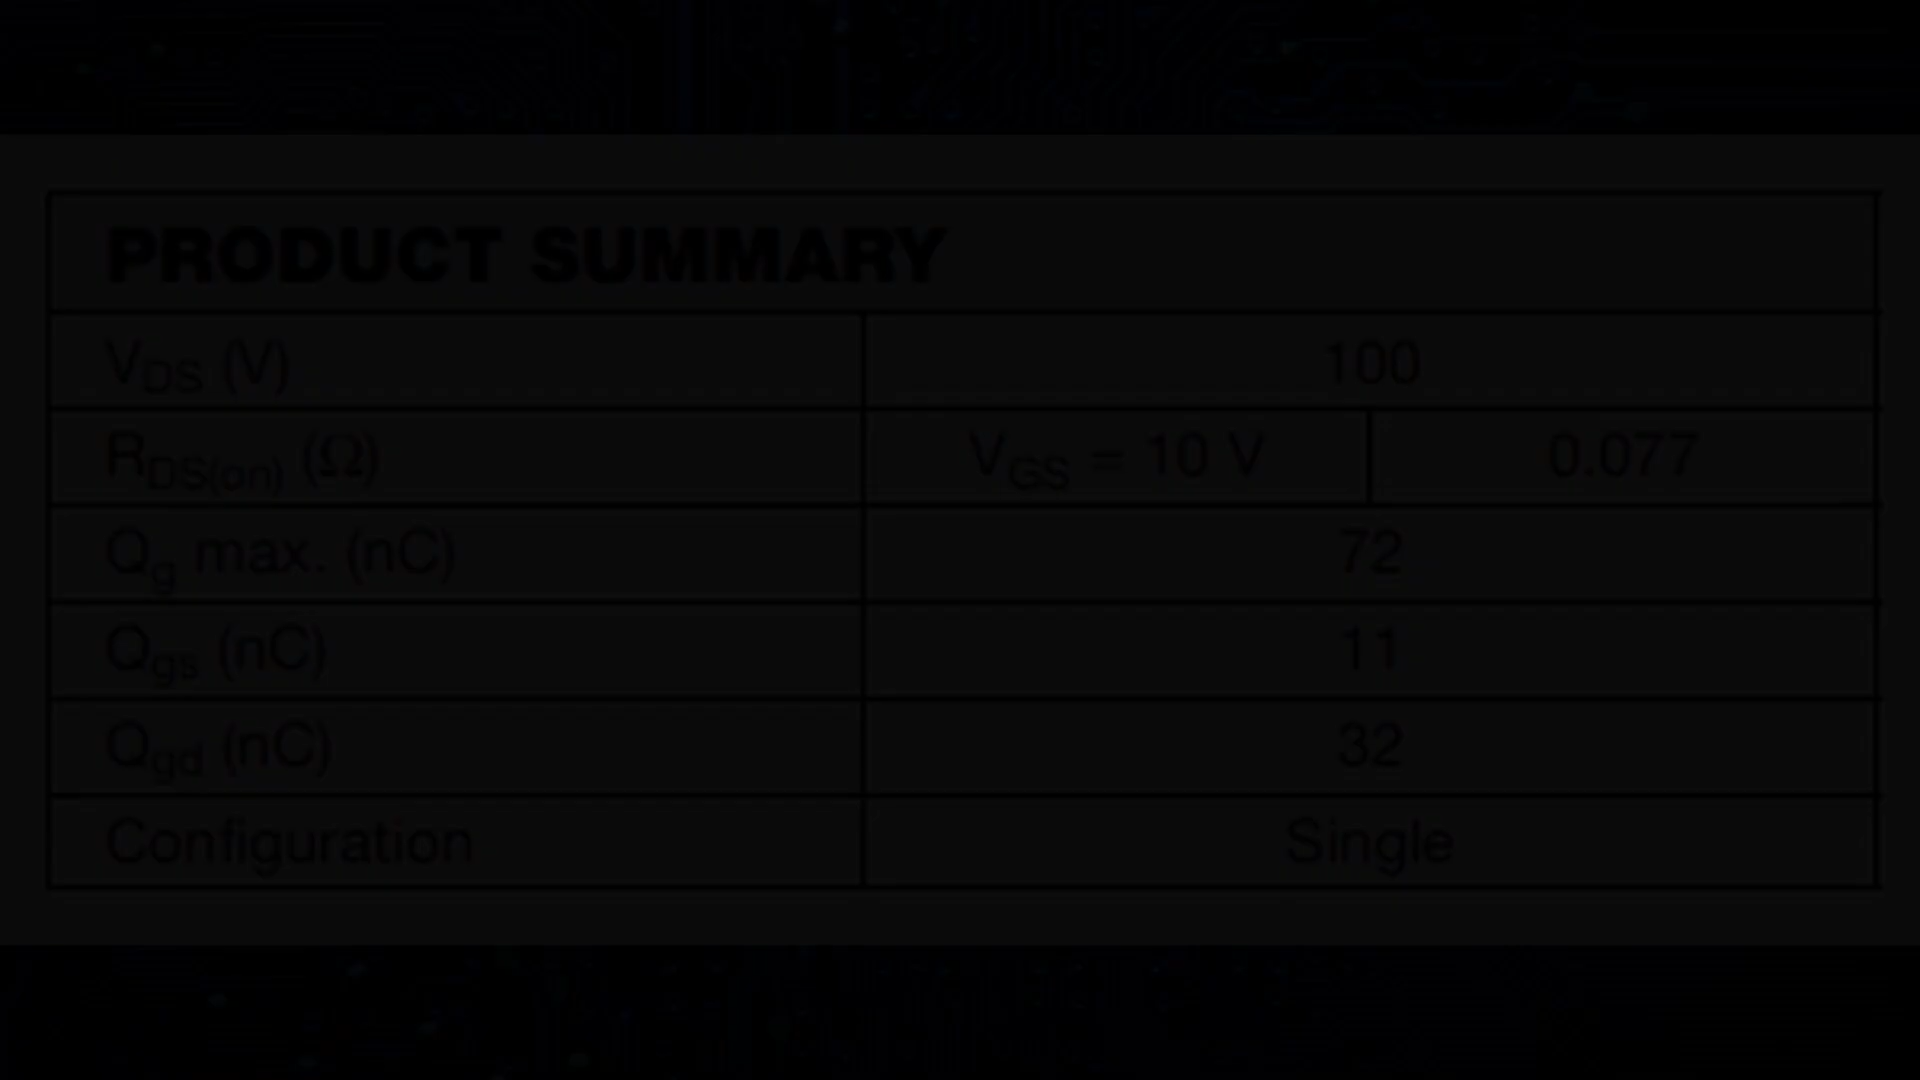 PRODUCT SUMMARY
VDS (V) 100
RDS(on) (Ω) VGS = 10 V 0.077
Qg max. (nC) 72
Qgs (nC) 11
Qgd (nC) 32
Configuration Single